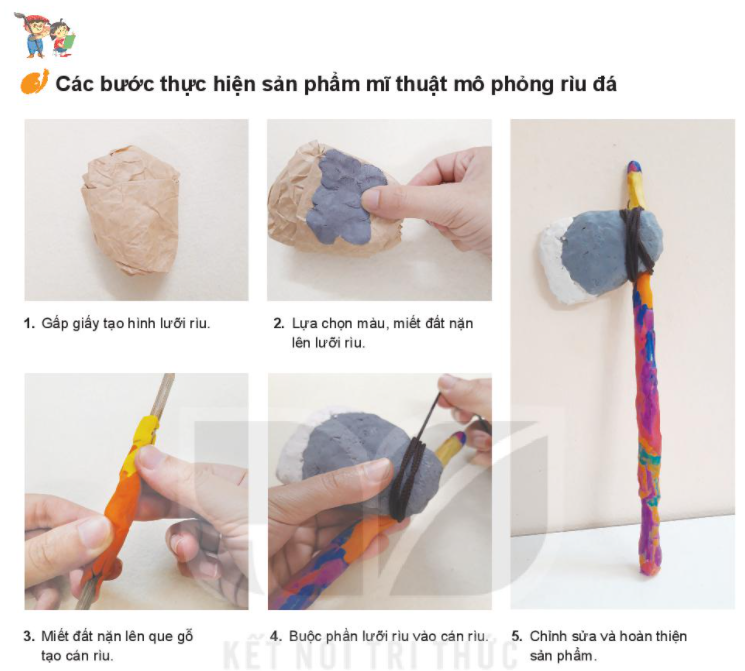 Các bước thực hiện sản phẩm mĩ thuật mô phỏng rìu đá
1. Gấp giấy tạo hình lưỡi rìu.
2. Lựa chọn màu, miết đất nặn
lên lưỡi rìu.
3. Miết đất nặn lên que gỗ
tạo cán rìu.
4. Buộc phần lưỡi rìu vào cán rìu.
5. Chỉnh sửa và hoàn thiện
sản phẩm.
KẾT NỐI TRI THỨC